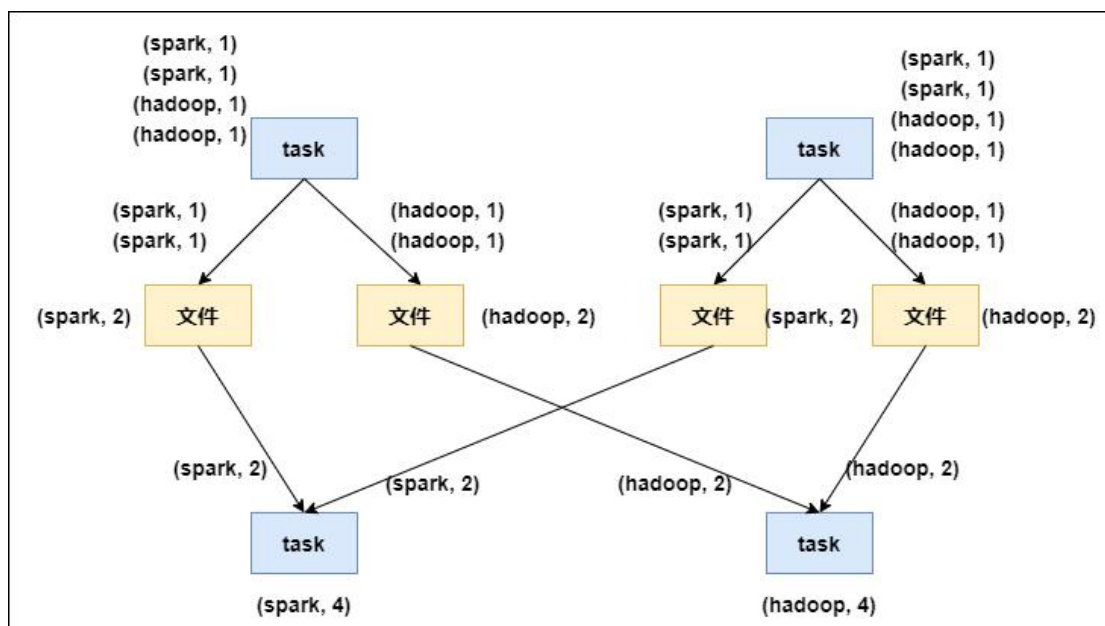 (spark, 1)
(spark, 1)
(hadoop, 1)
(hadoop, 1)
task
(spark, 1)
(spark, 1)
(hadoop, 1)
(hadoop, 1)
task
(spark, 1)
(spark, 1)
(hadoop, 1)
(hadoop, 1)
(spark, 1)
(spark, 1)
(hadoop, 1)
(hadoop, 1)
(spark, 2)
文件
文件
(hadoop, 2)
文件
(spark, 2)
文件
(hadoop, 2)
(spark, 2)
(spark, 2)
(hadoop, 2)
(hadoop, 2)
task
task
(spark, 4)
(hadoop, 4)